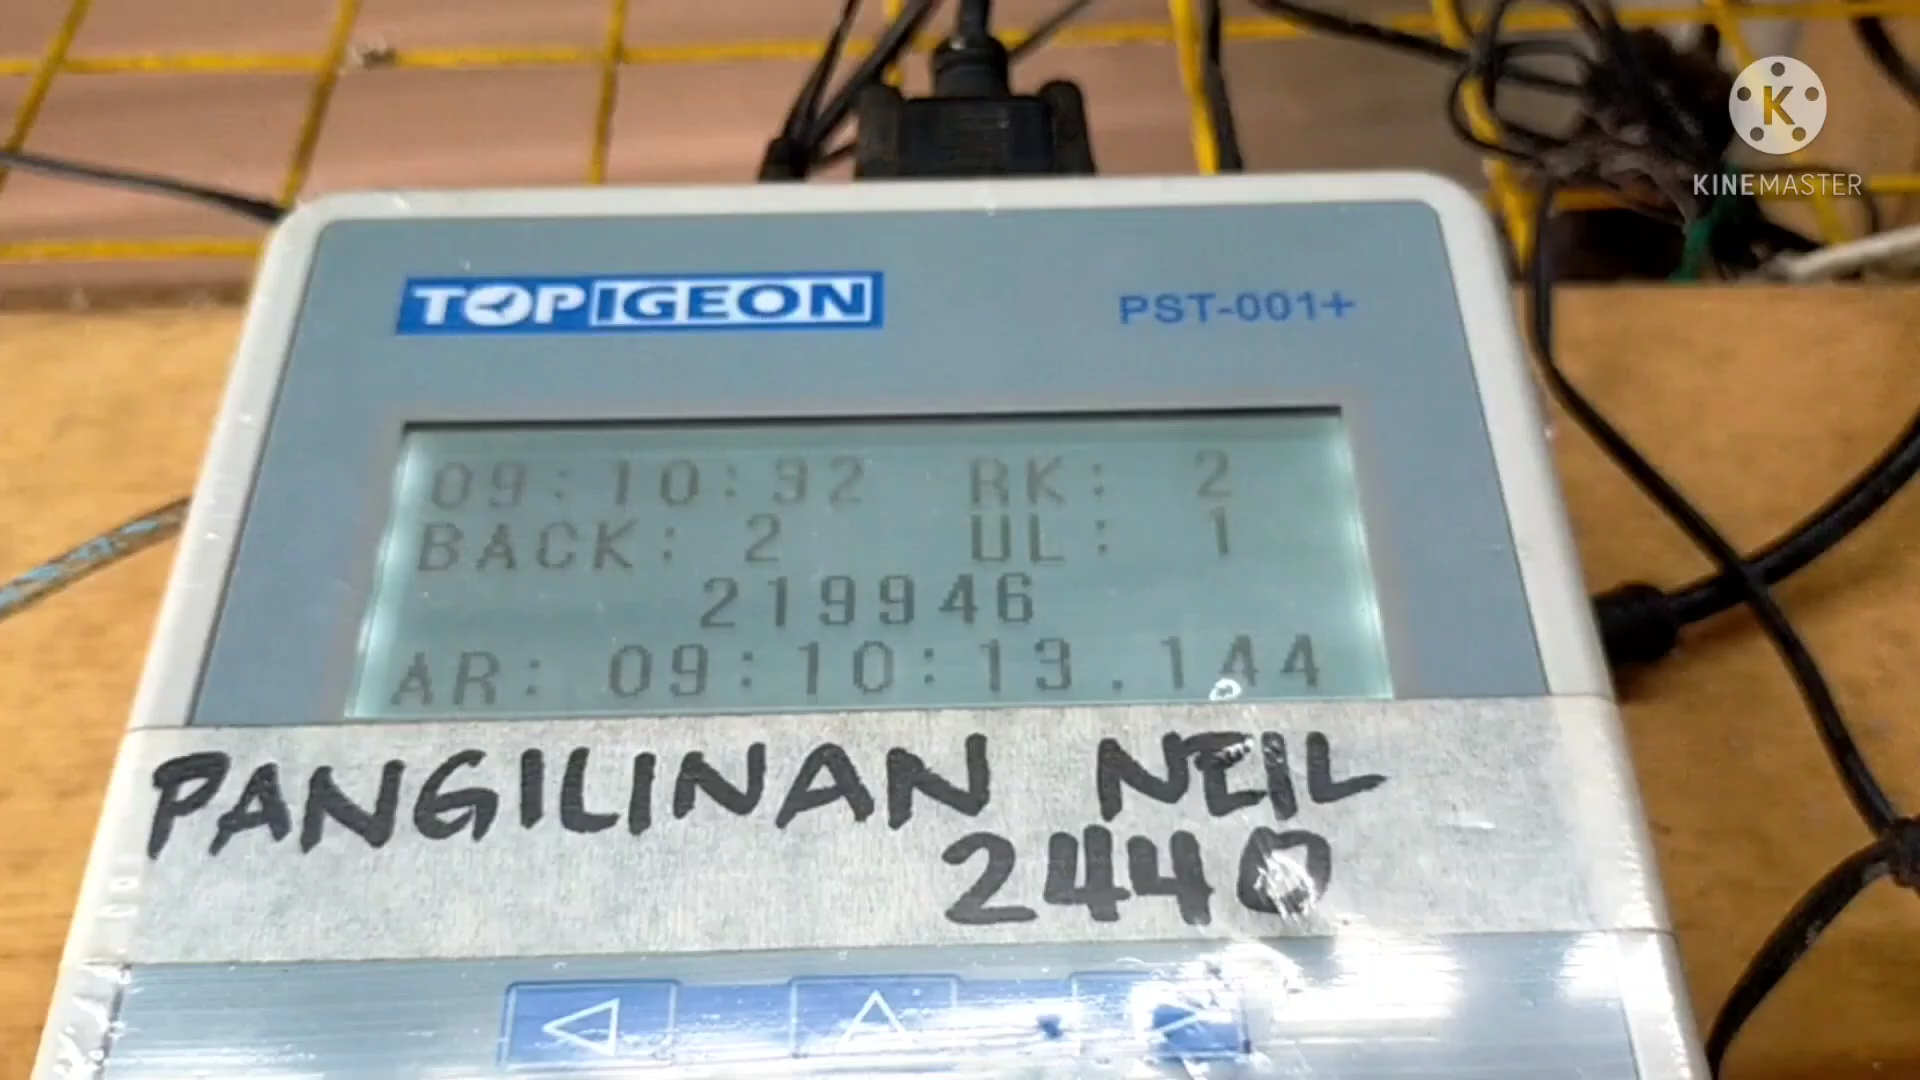 KINEMASTER
TOPIGEON PST-001+
09:10:32 RK: 2
BACK: 2 UL: 1
219946
AR: 09:10:13.144
PANGILINAN NEIL
2440